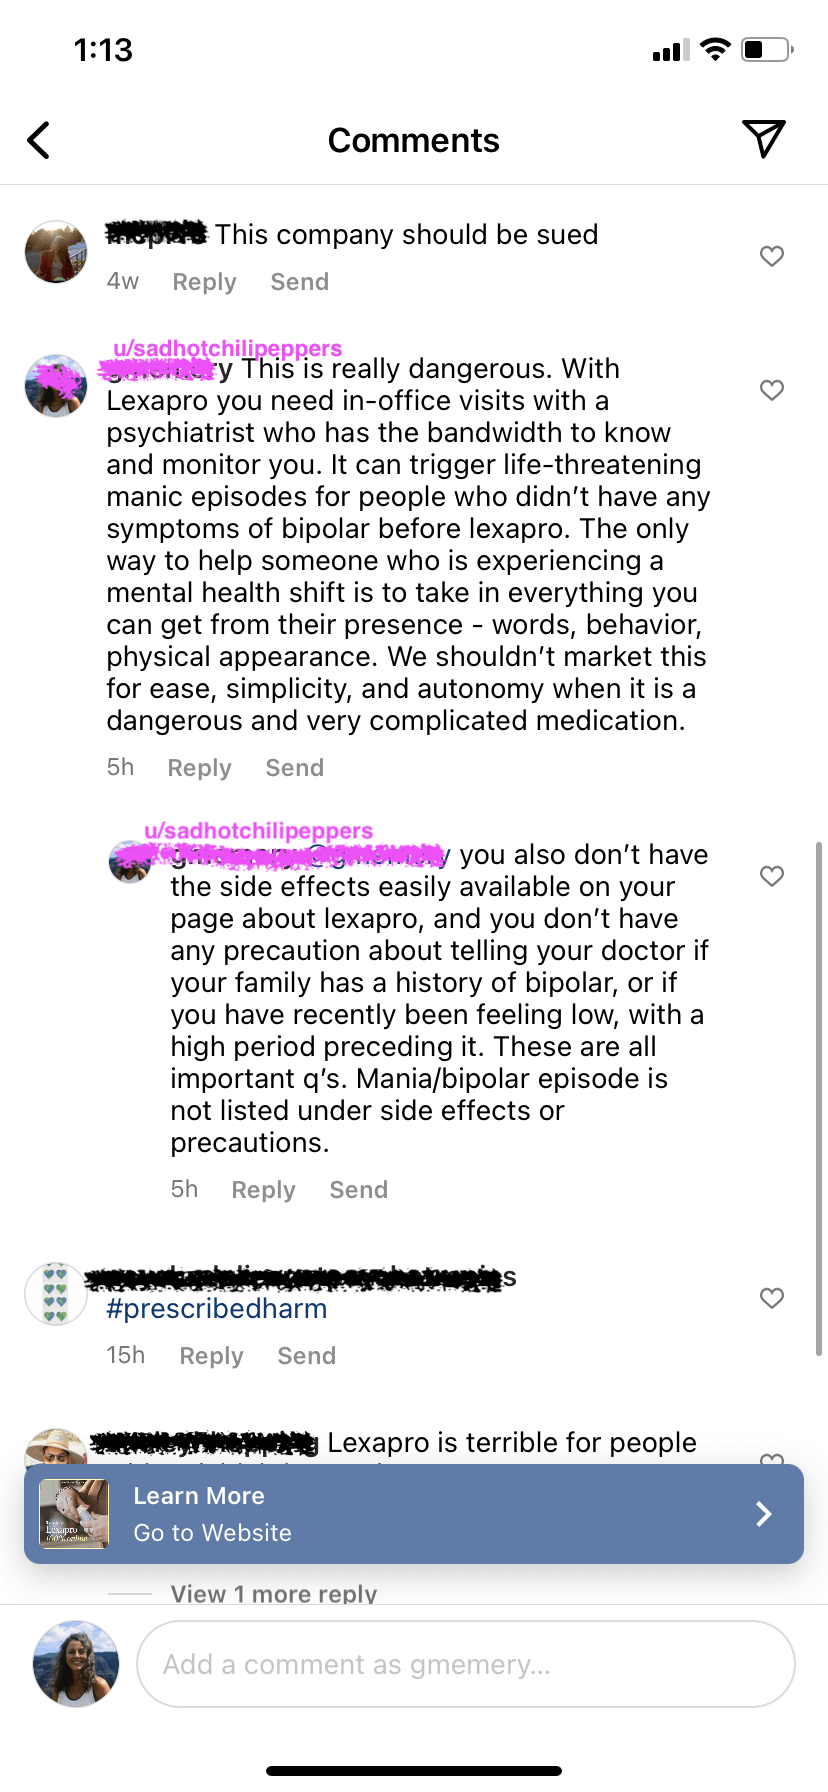 1:13
Comments
This company should be sued
4w Reply Send
u/sadhotchilipeppers
This is really dangerous. With
Lexapro you need in-office visits with a
psychiatrist who has the bandwidth to know
and monitor you. It can trigger life-threatening
manic episodes for people who didn’t have any
symptoms of bipolar before lexapro. The only
way to help someone who is experiencing a
mental health shift is to take in everything you
can get from their presence - words, behavior,
physical appearance. We shouldn’t market this
for ease, simplicity, and autonomy when it is a
dangerous and very complicated medication.
5h Reply Send
u/sadhotchilipeppers
you also don’t have
the side effects easily available on your
page about lexapro, and you don’t have
any precaution about telling your doctor if
your family has a history of bipolar, or if
you have recently been feeling low, with a
high period preceding it. These are all
important q’s. Mania/bipolar episode is
not listed under side effects or
precautions.
5h Reply Send
#prescribedharm
15h Reply Send
Lexapro is terrible for people
Learn More
Lexapro
100% online
Go to Website
View 1 more reply
Add a comment as gmemery...